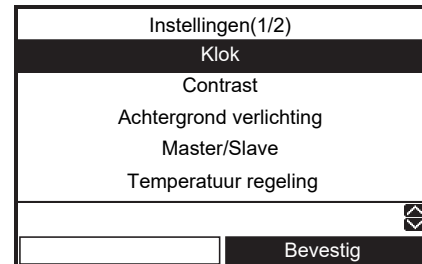 Instellingen(1/2)
Klok
Contrast
Achtergrond verlichting
Master/Slave
Temperatuur regeling
Bevestig